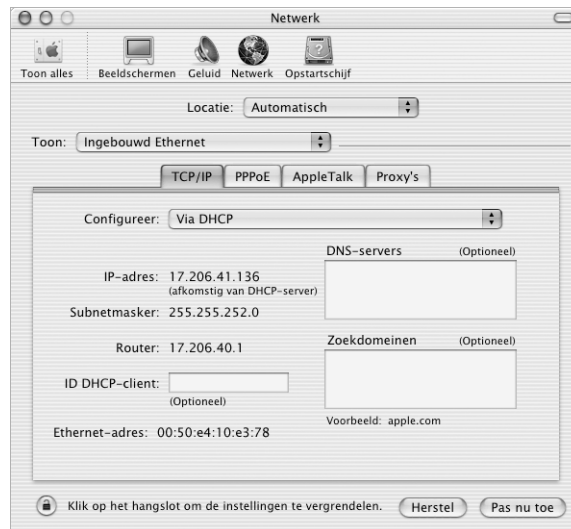 Netwerk
Toon alles Beeldschermen Geluid Netwerk Opstartschijf
Locatie: Automatisch
Toon: Ingebouwd Ethernet
TCP/IP PPPoE AppleTalk Proxy's
Configureer: Via DHCP
DNS-servers (Optioneel)
IP-adres: 17.206.41.136
(afkomstig van DHCP-server)
Subnetmasker: 255.255.252.0
Router: 17.206.40.1
Zoekdomeinen (Optioneel)
ID DHCP-client:
(Optioneel)
Voorbeeld: apple.com
Ethernet-adres: 00:50:e4:10:e3:78
Klik op het hangslot om de instellingen te vergrendelen. Herstel Pas nu toe